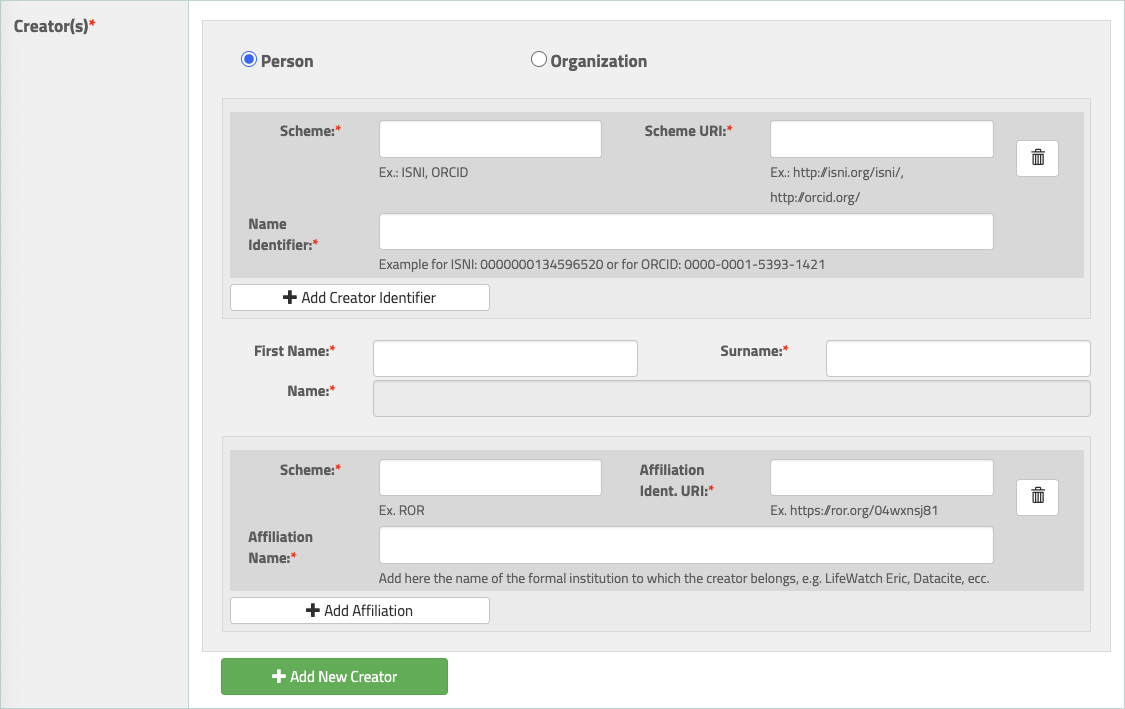 Creator(s)*
Person
Organization
Scheme:*
Scheme URI:*
Ex.: ISNI, ORCID
Ex.: http://isni.org/isni/,
http://orcid.org/
Name
Identifier:*
Example for ISNI: 0000000134596520 or for ORCID: 0000-0001-5393-1421
+ Add Creator Identifier
First Name:*
Surname:*
Name:*
Scheme:*
Affiliation
Ident. URI:*
Ex. ROR
Ex. https://ror.org/04wxnsj81
Affiliation
Name:*
Add here the name of the formal institution to which the creator belongs, e.g. LifeWatch Eric, Datacite, ecc.
+ Add Affiliation
+ Add New Creator